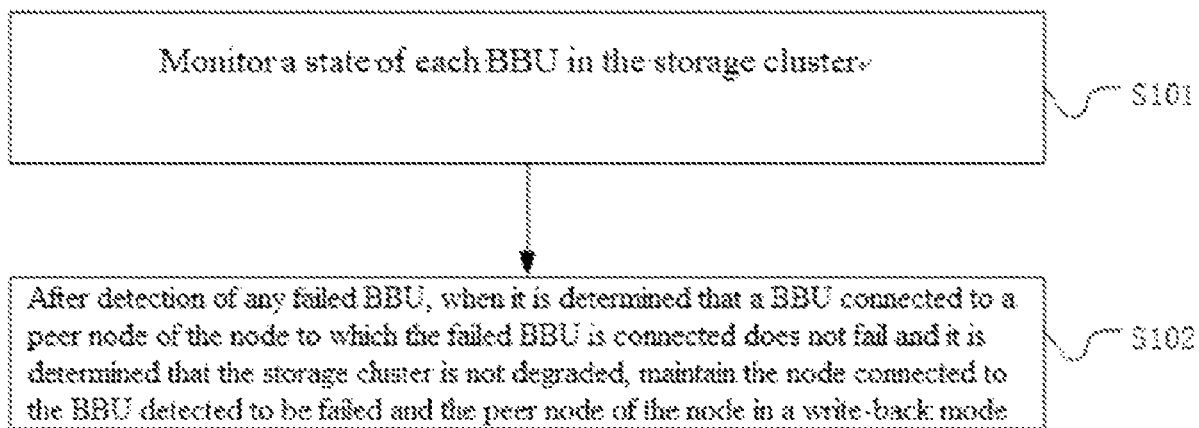 Monitor a state of each BBU in the storage cluster
S101
After detection of any failed BBU, when it is determined that a BBU connected to a
peer node of the node to which the failed BBU is connected does not fail and it is
determined that the storage cluster is not degraded, maintain the node connected to
the BBU detected to be failed and the peer node of the node in a write-back mode
S102